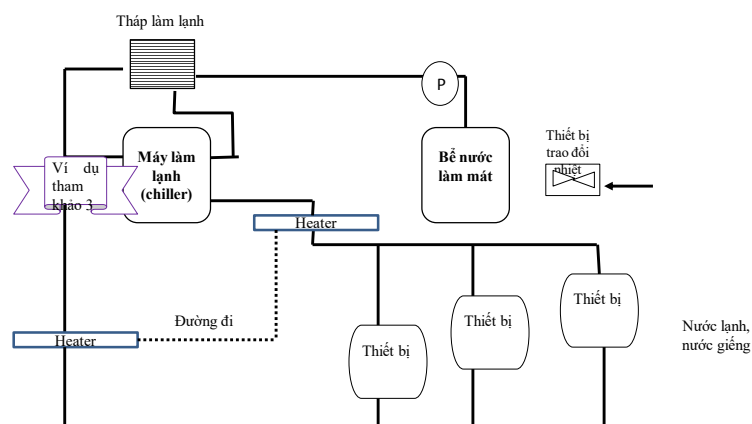 Tháp làm lạnh
P
Thiết bị
trao đổi
nhiệt
Máy làm
lạnh
(chiller)
Bể nước
làm mát
Ví dụ
tham
khảo 3
Heater
Thiết bị
Thiết bị
Thiết bị
Đường đi
Heater
Nước lạnh,
nước giếng